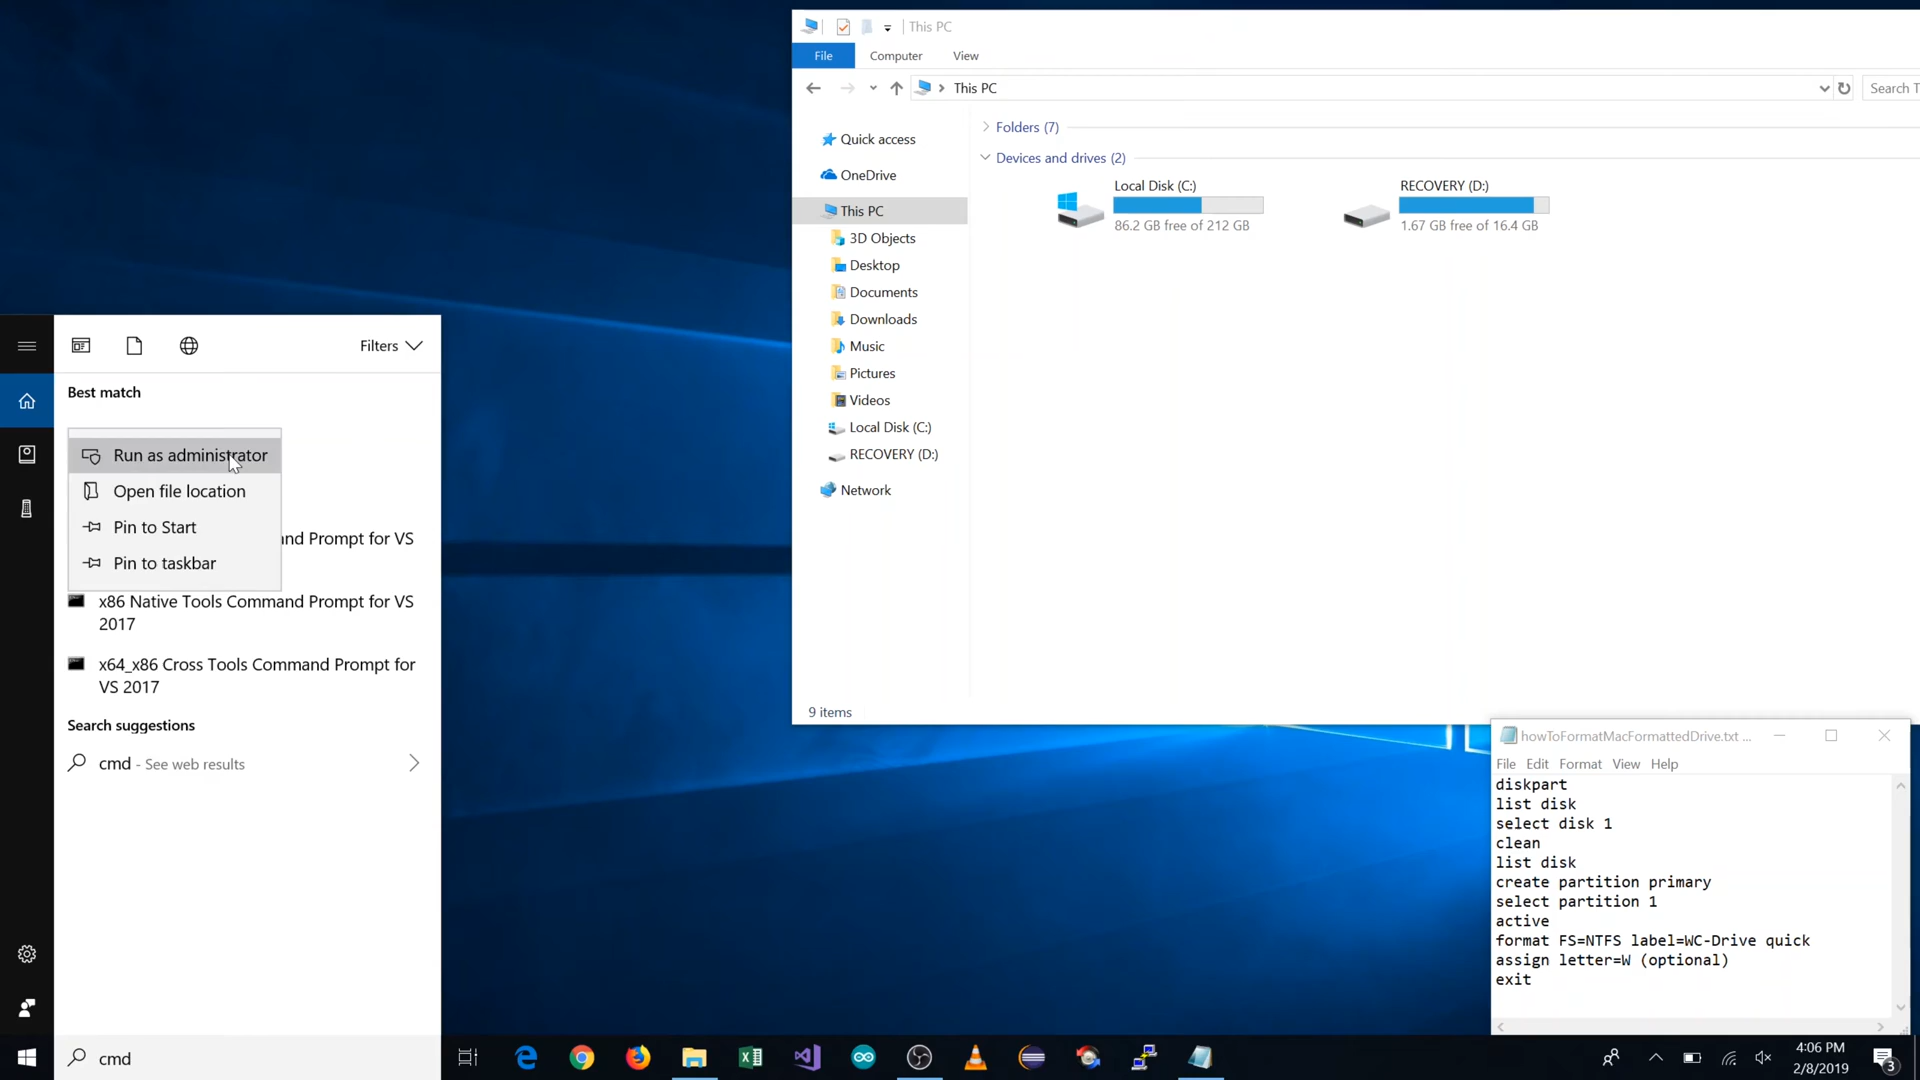 This PC
File Computer View
This PC
Search T
Quick access
OneDrive
This PC
3D Objects
Desktop
Documents
Downloads
Music
Pictures
Videos
Local Disk (C:)
RECOVERY (D:)
Network
Folders (7)
Devices and drives (2)
Local Disk (C:)
86.2 GB free of 212 GB
RECOVERY (D:)
1.67 GB free of 16.4 GB
9 items
Filters
Best match
Run as administrator
Open file location
Pin to Start
Pin to taskbar
nd Prompt for VS
x86 Native Tools Command Prompt for VS
2017
x64_x86 Cross Tools Command Prompt for
VS 2017
Search suggestions
cmd - See web results
cmd
howToFormatMacFormattedDrive.txt ...
File Edit Format View Help
diskpart
list disk
select disk 1
clean
list disk
create partition primary
select partition 1
active
format FS=NTFS label=WC-Drive quick
assign letter=W (optional)
exit
4:06 PM
2/8/2019
3